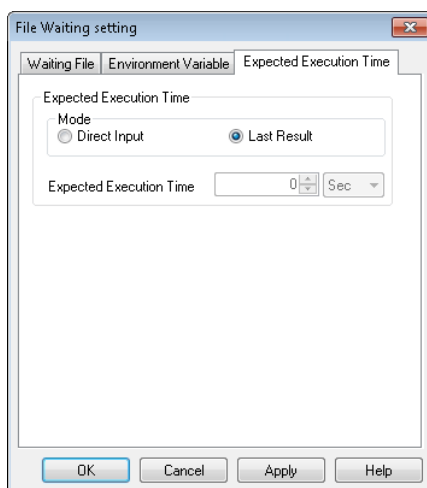 File Waiting setting
Waiting File Environment Variable Expected Execution Time
Expected Execution Time
Mode
Direct Input Last Result
Expected Execution Time 0 Sec
OK Cancel Apply Help